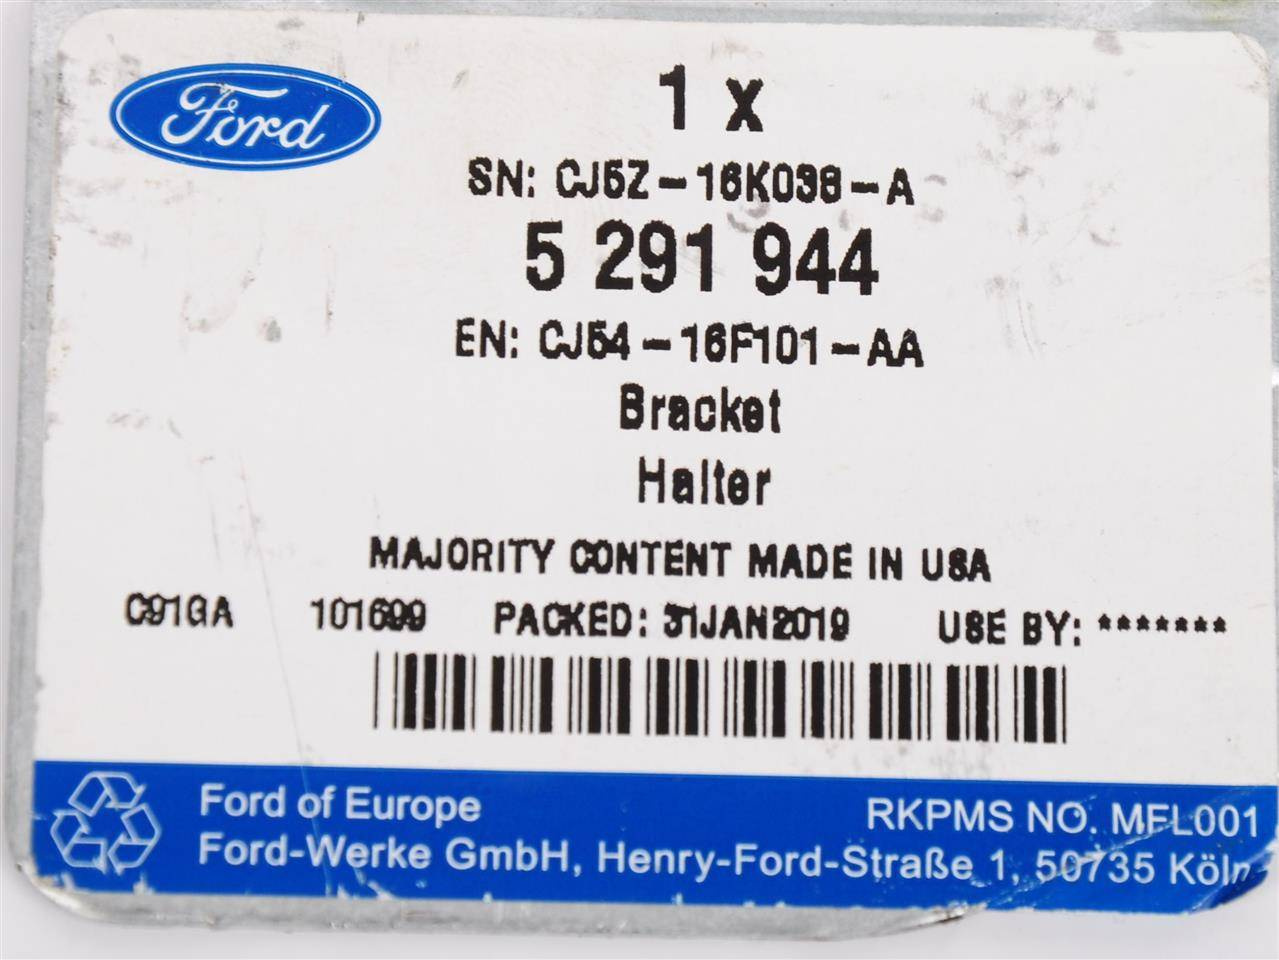 Ford
1 x
SN: CJ5Z-16K038-A
5 291 944
EN: CJ54-16F101-AA
Bracket
Halter
MAJORITY CONTENT MADE IN USA
C91GA 101699 PACKED: 31JAN2019 USE BY: *******
Ford of Europe RKPMS NO. MFL001
Ford-Werke GmbH, Henry-Ford-Straße 1, 50735 Köln